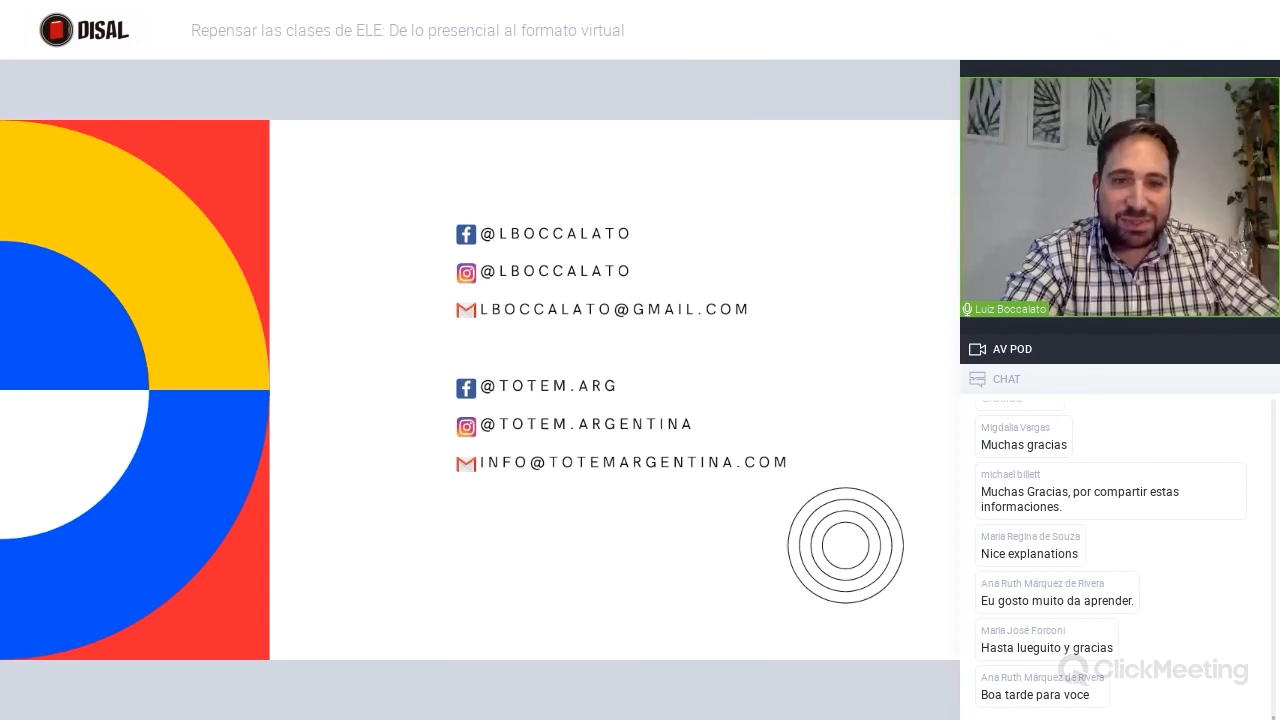 DISAL
Repensar las clases de ELE: De lo presencial al formato virtual
@LBOCCALATO
@LBOCCALATO
LBOCCALATO@GMAIL.COM
@TOTEM.ARG
@TOTEM.ARGENTINA
INFO@TOTEMARGENTINA.COM
Luiz Boccalato
AV POD
CHAT
Migdalia Vargas
Muchas gracias
michael billett
Muchas Gracias, por compartir estas
informaciones.
Maria Regina de Souza
Nice explanations
Ana Ruth Márquez de Rivera
Eu gosto muito da aprender.
Maria José Forconi
Hasta lueguito y gracias
Ana Ruth Márquez de Rivera
Boa tarde para voce
ClickMeeting